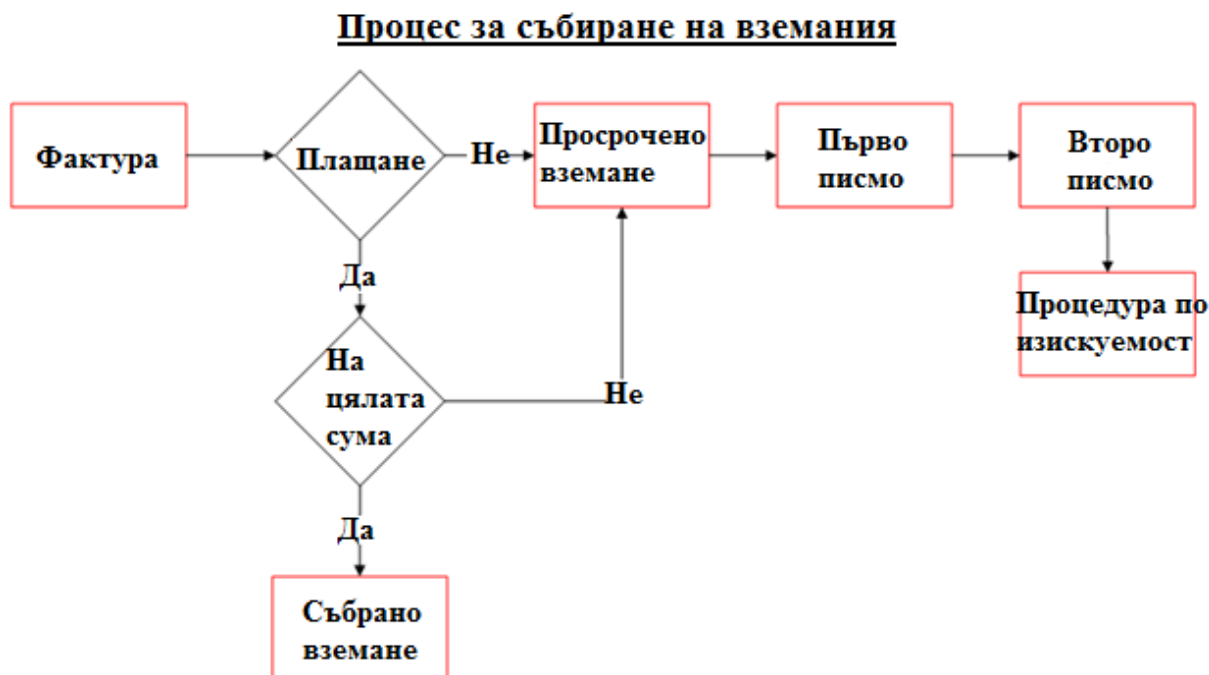 Процес за събиране на вземания
Фактура
Плащане
Не
Просрочено
вземане
Първо
писмо
Второ
писмо
Да
Процедура по
изискуемост
На
цялата
сума
Не
Да
Събрано
вземане